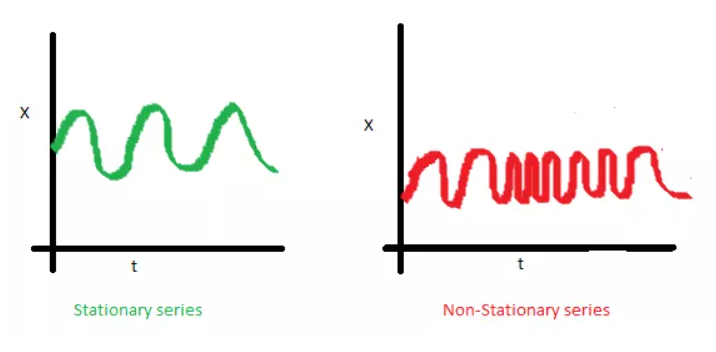 X
t
Stationary series
X
t
Non-Stationary series